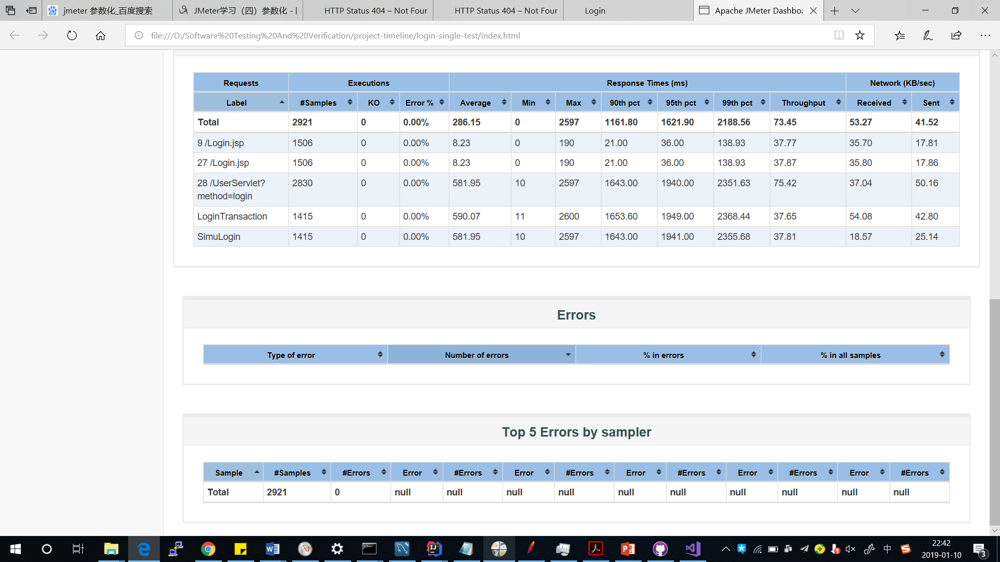 jmeter 参数化_百度搜索
JMeter学习（四）参数化 - |
HTTP Status 404 – Not Four
HTTP Status 404 – Not Four
Login
Apache JMeter Dashboa
file:///D:/Software%20Testing%20And%20Verification/project-timeline/login-single-test/index.html
Requests Executions Response Times (ms) Network (KB/sec)
Label #Samples KO Error % Average Min Max 90th pct 95th pct 99th pct Throughput Received Sent
Total 2921 0 0.00% 286.15 0 2597 1161.80 1621.90 2188.56 73.45 53.27 41.52
9 /Login.jsp 1506 0 0.00% 8.23 0 190 21.00 36.00 138.93 37.77 35.70 17.81
27 /Login.jsp 1506 0 0.00% 8.23 0 190 21.00 36.00 138.93 37.87 35.80 17.86
28 /UserServlet? 2830 0 0.00% 581.95 10 2597 1643.00 1940.00 2351.63 75.42 37.04 50.16
method=login
LoginTransaction 1415 0 0.00% 590.07 11 2600 1653.60 1949.00 2368.44 37.65 54.08 42.80
SimuLogin 1415 0 0.00% 581.95 10 2597 1643.00 1941.00 2355.68 37.81 18.57 25.14
Errors
Type of error Number of errors % in errors % in all samples
Top 5 Errors by sampler
Sample #Samples #Errors Error #Errors Error #Errors Error #Errors Error #Errors Error #Errors
Total 2921 0 null null null null null null null null null null
中
22:42
2019-01-10
3